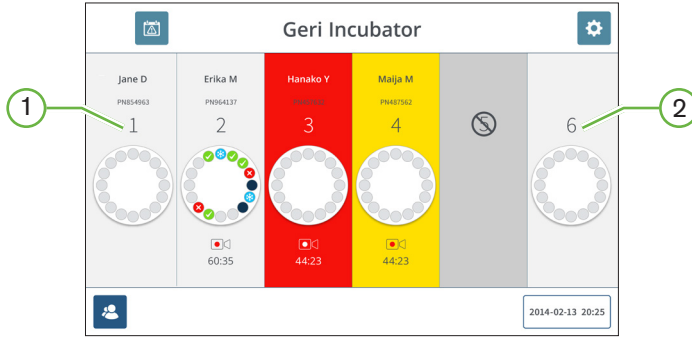 Geri Incubator
Jane D
PN854963
1
Erika M
PN964137
2
60:35
Hanako Y
3
44:23
Maija M
PN487562
4
44:23
5
6
2014-02-13 20:25
1
2